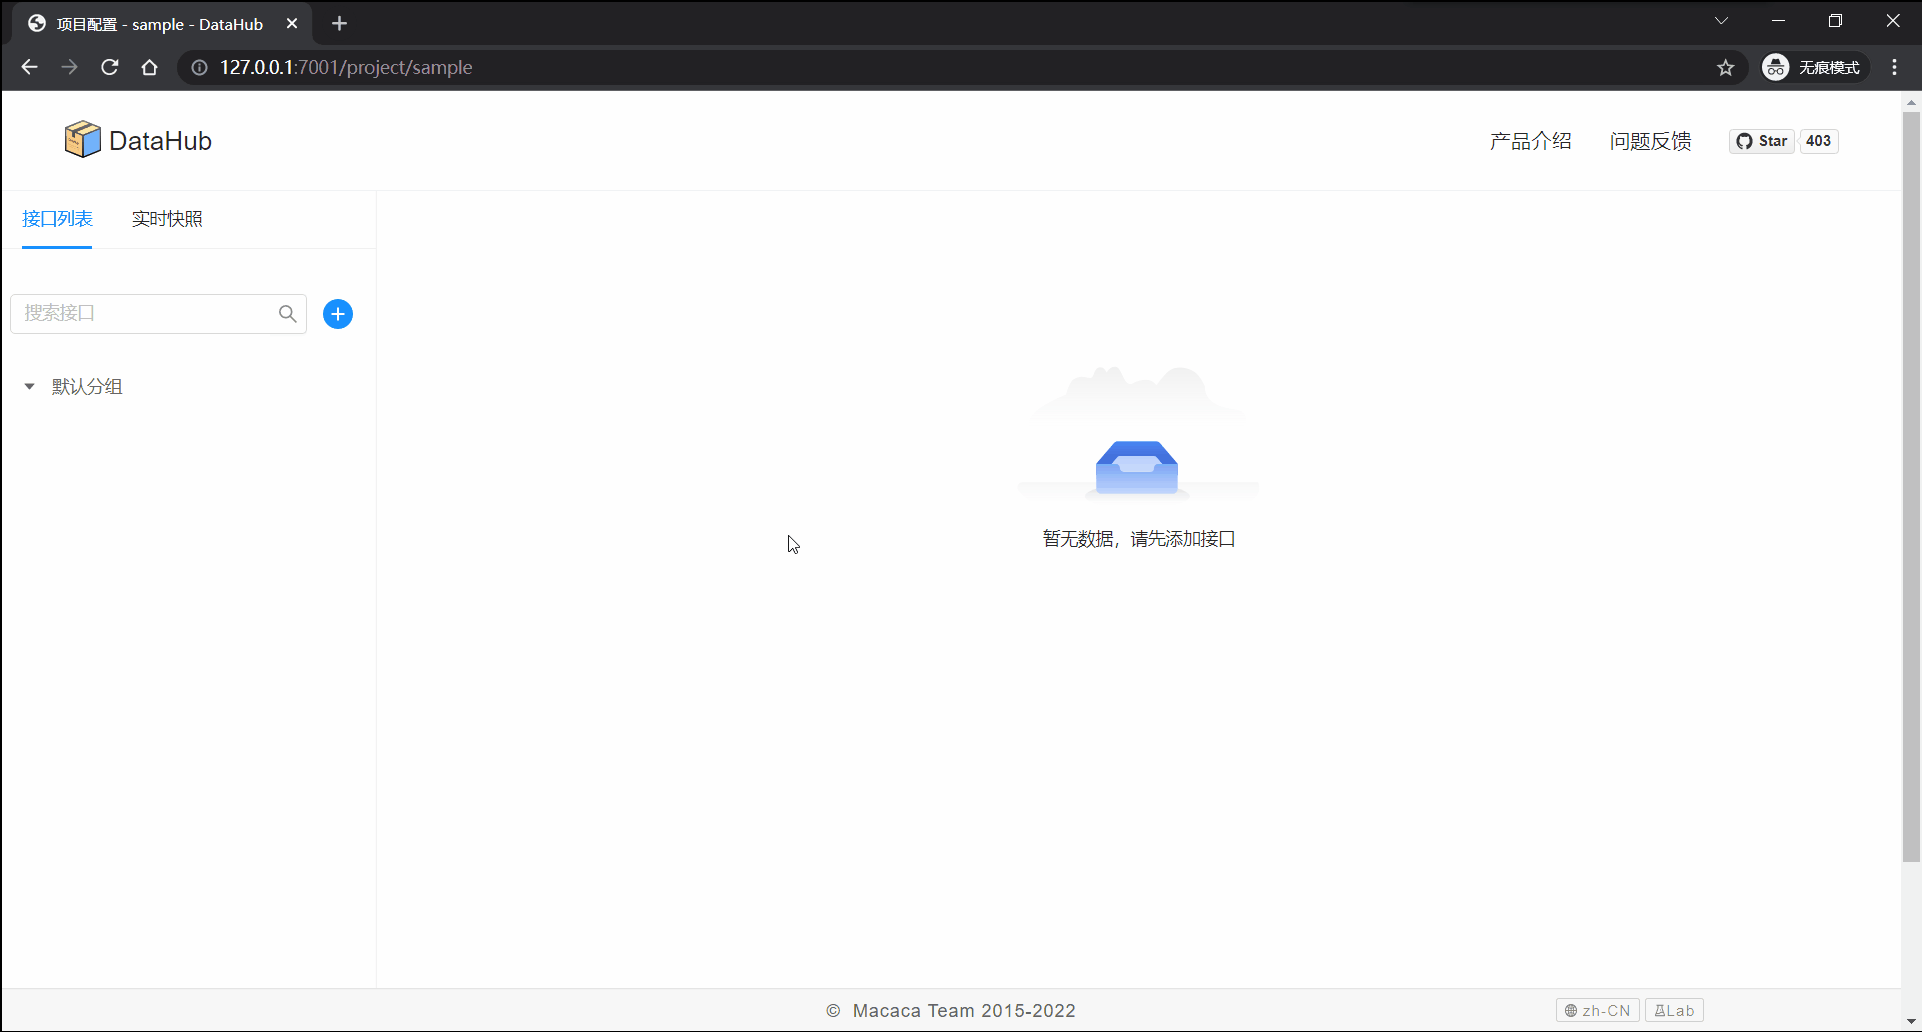 项目配置 - sample - DataHub
127.0.0.1:7001/project/sample
无痕模式
DataHub
产品介绍 问题反馈 Star 403
接口列表 实时快照
搜索接口
默认分组
暂无数据，请先添加接口
© Macaca Team 2015-2022
zh-CN Lab